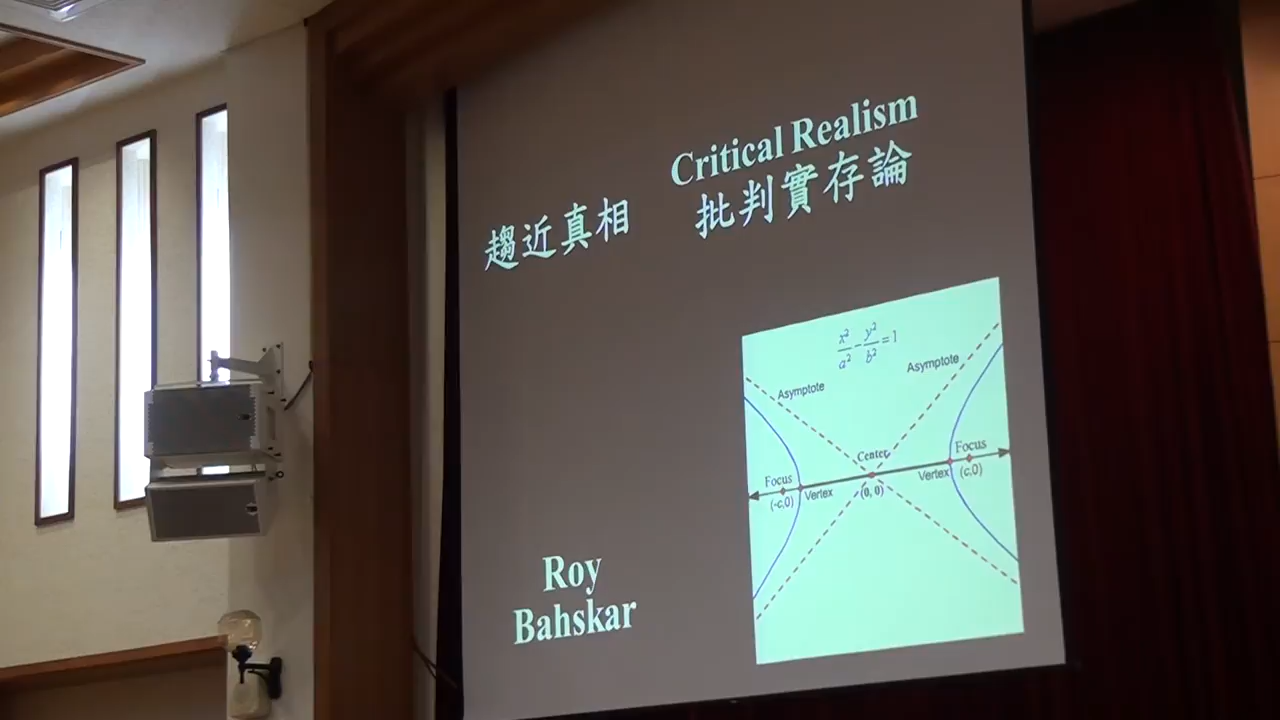 Critical Realism
趨近真相
批判實存論
x²/a² - y²/b² = 1
Asymptote
Asymptote
Center
Focus
Focus
(-c,0)
Vertex
(0, 0)
Vertex
(c,0)
Roy
Bahskar